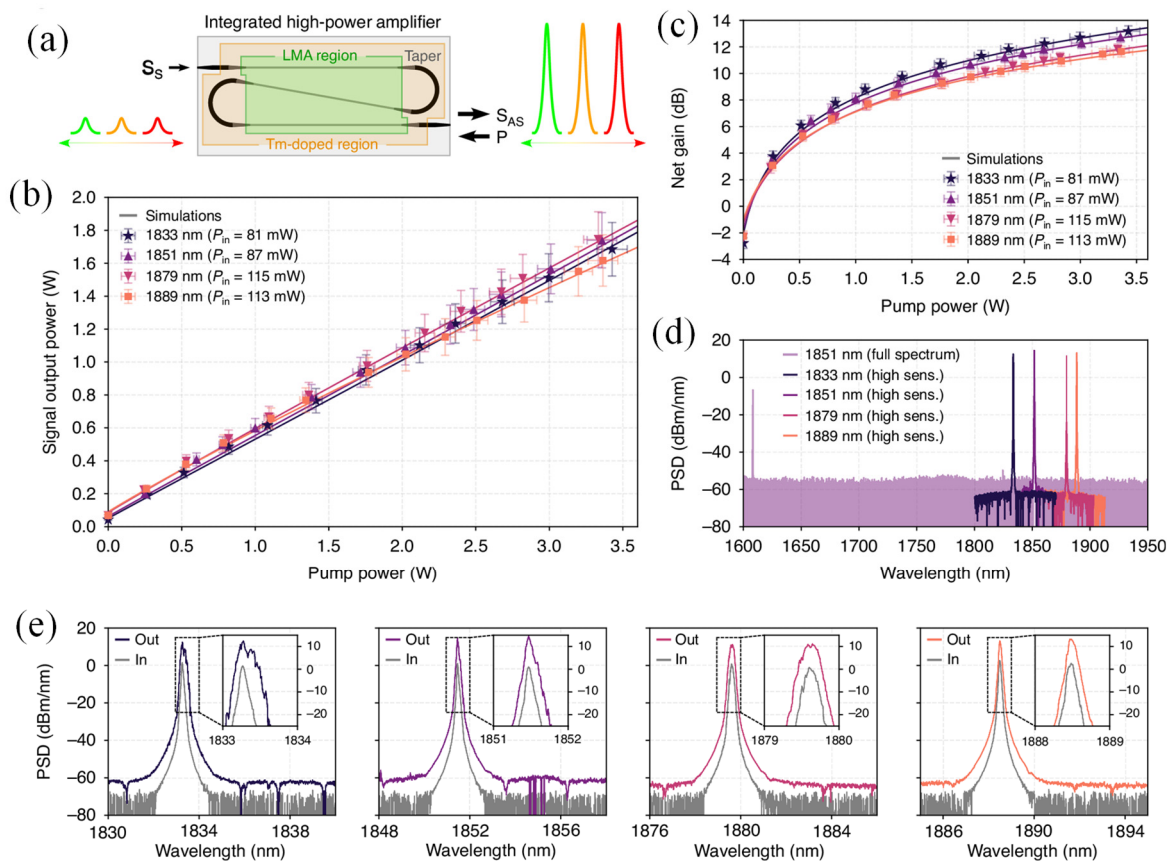 (a)
Integrated high-power amplifier
LMA region
Taper
S_S
S_AS
P
Tm-doped region
(b)
Signal output power (W)
2.0
1.8
1.6
1.4
1.2
1.0
0.8
0.6
0.4
0.2
0.0
Simulations
1833 nm (P_in = 81 mW)
1851 nm (P_in = 87 mW)
1879 nm (P_in = 115 mW)
1889 nm (P_in = 113 mW)
0.0 0.5 1.0 1.5 2.0 2.5 3.0 3.5
Pump power (W)
(c)
Net gain (dB)
14
12
10
8
6
4
2
0
−2
−4
Simulations
1833 nm (P_in = 81 mW)
1851 nm (P_in = 87 mW)
1879 nm (P_in = 115 mW)
1889 nm (P_in = 113 mW)
0.0 0.5 1.0 1.5 2.0 2.5 3.0 3.5
Pump power (W)
(d)
PSD (dBm/nm)
20
0
−20
−40
−60
−80
1851 nm (full spectrum)
1833 nm (high sens.)
1851 nm (high sens.)
1879 nm (high sens.)
1889 nm (high sens.)
1600 1650 1700 1750 1800 1850 1900 1950
Wavelength (nm)
(e)
PSD (dBm/nm)
20
0
−20
−40
−60
−80
Out
In
10
0
−10
−20
1833 1834
1830 1834 1838
Wavelength (nm)
Out
In
10
0
−10
−20
1851 1852
1848 1852 1856
Wavelength (nm)
Out
In
10
0
−10
−20
1879 1880
1876 1880 1884
Wavelength (nm)
Out
In
10
0
−10
−20
1888 1889
1886 1890 1894
Wavelength (nm)